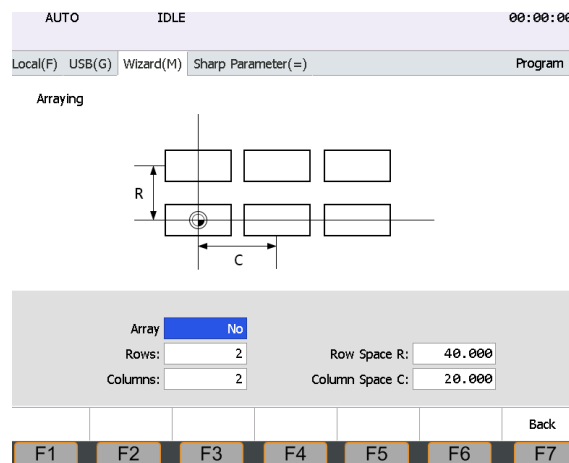 AUTO IDLE 00:00:00
Local(F) USB(G) Wizard(M) Sharp Parameter(=) Program
Arraying
R
C
Array No
Rows: 2 Row Space R: 40.000
Columns: 2 Column Space C: 20.000
Back
F1 F2 F3 F4 F5 F6 F7